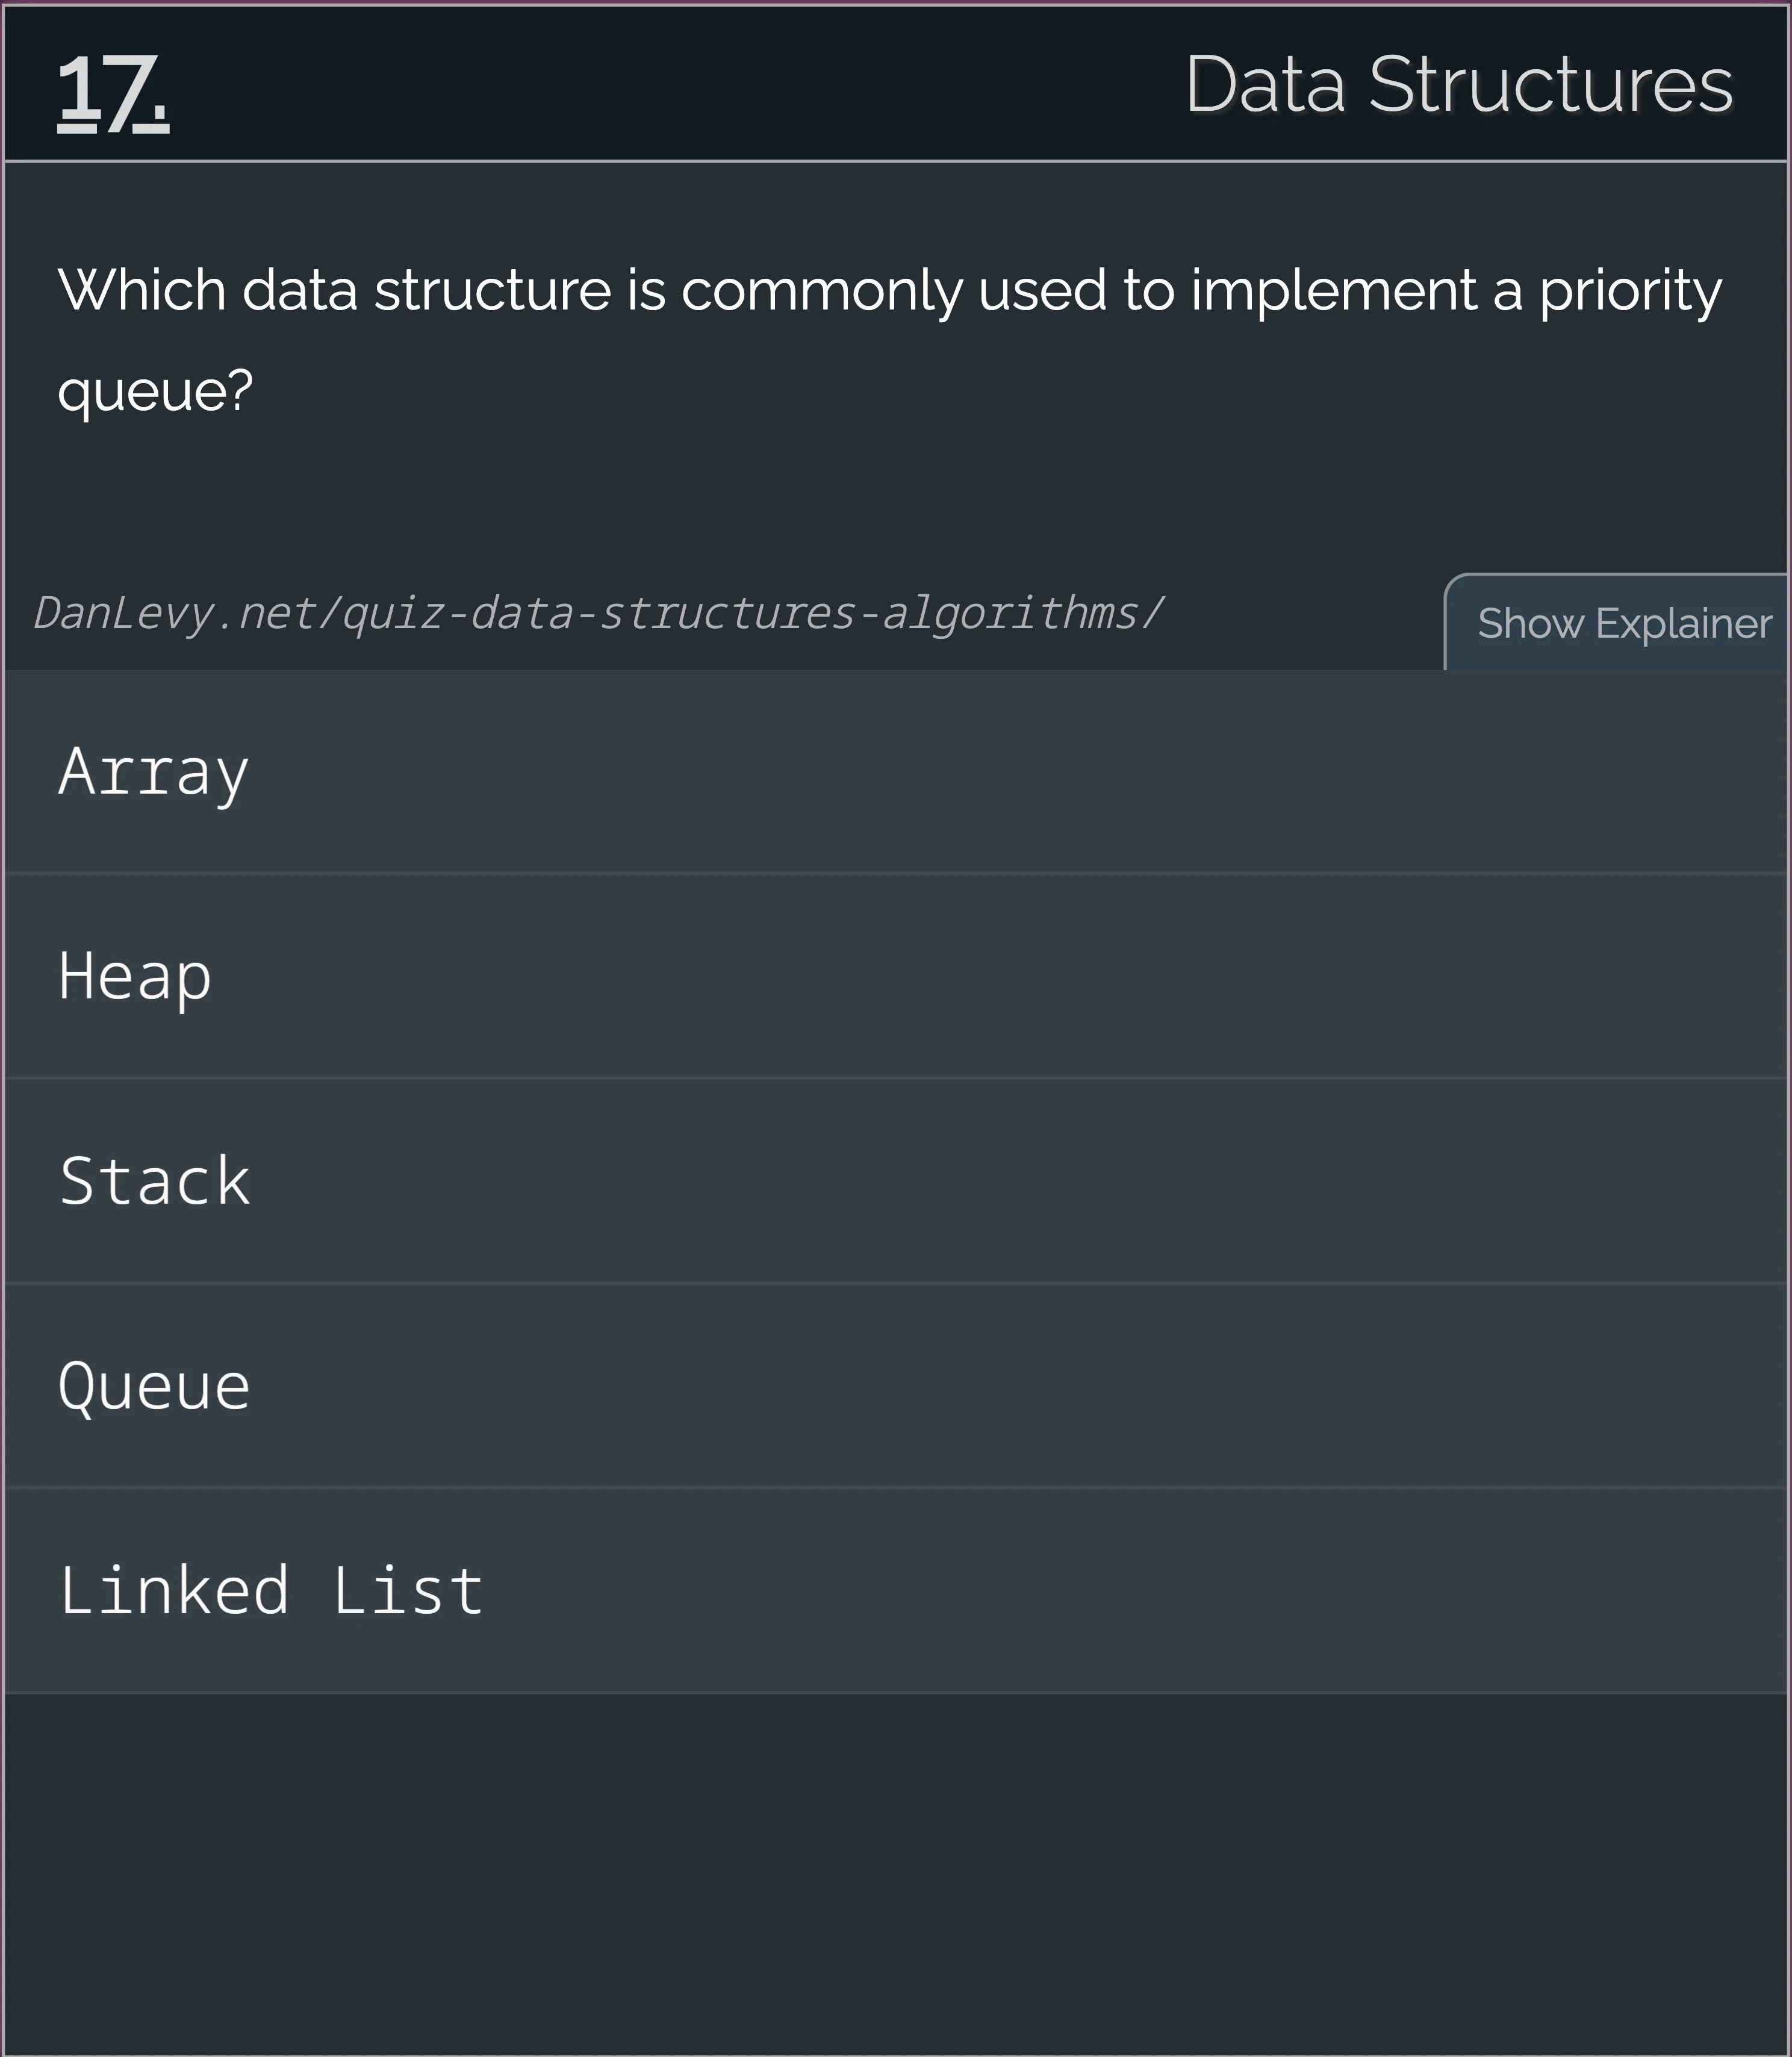 17.
Data Structures
Which data structure is commonly used to implement a priority
queue?
DanLevy.net/quiz-data-structures-algorithms/
Show Explainer
Array
Heap
Stack
Queue
Linked List